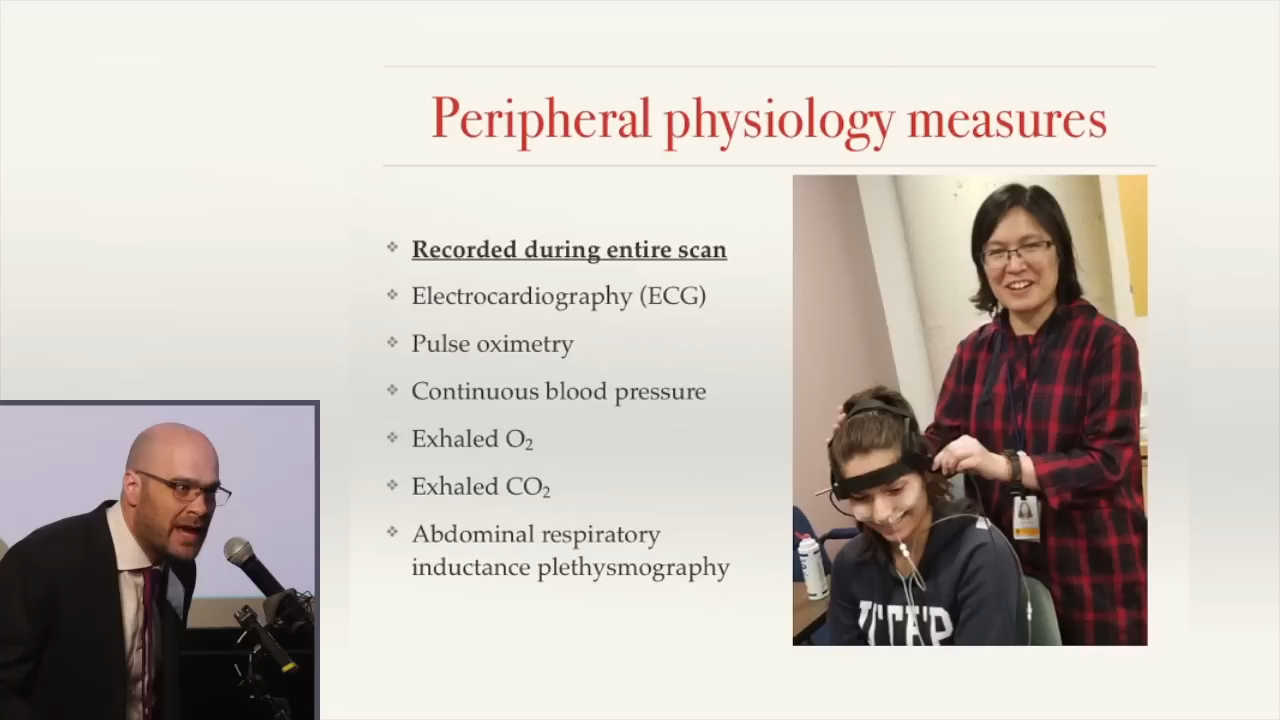 Peripheral physiology measures
Recorded during entire scan
Electrocardiography (ECG)
Pulse oximetry
Continuous blood pressure
Exhaled O₂
Exhaled CO₂
Abdominal respiratory
inductance plethysmography